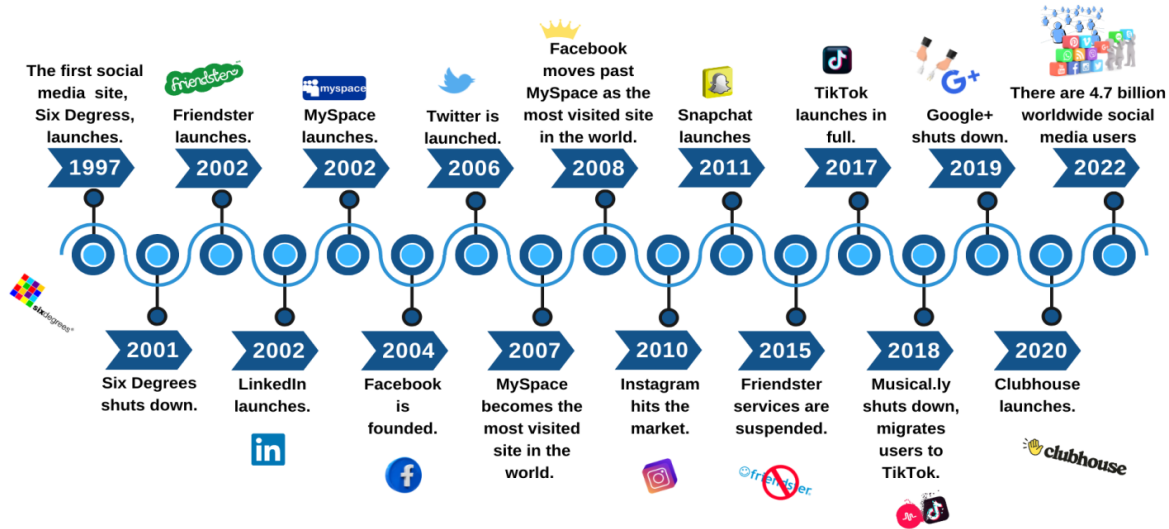 The first social
media site,
Six Degress,
launches.
1997
sixdegrees
2001
Six Degrees
shuts down.
friendster
Friendster
launches.
2002
2002
LinkedIn
launches.
in
myspace
MySpace
launches.
2002
2004
Facebook
is
founded.
f
Twitter is
launched.
2006
2007
MySpace
becomes the
most visited
site in the
world.
Facebook
moves past
MySpace as the
most visited site
in the world.
2008
2010
Instagram
hits the
market.
Snapchat
launches
2011
2015
Friendster
services are
suspended.
friendster
TikTok
launches in
full.
2017
2018
Musical.ly
shuts down,
migrates
users to
TikTok.
G+
Google+
shuts down.
2019
2020
Clubhouse
launches.
clubhouse
There are 4.7 billion
worldwide social
media users
2022